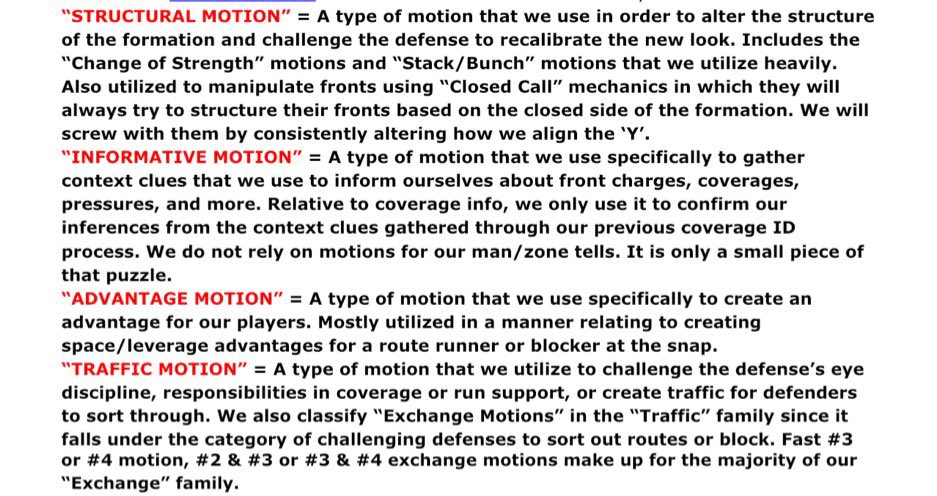 “STRUCTURAL MOTION” = A type of motion that we use in order to alter the structure
of the formation and challenge the defense to recalibrate the new look. Includes the
“Change of Strength” motions and “Stack/Bunch” motions that we utilize heavily.
Also utilized to manipulate fronts using “Closed Call” mechanics in which they will
always try to structure their fronts based on the closed side of the formation. We will
screw with them by consistently altering how we align the ‘Y’.
“INFORMATIVE MOTION” = A type of motion that we use specifically to gather
context clues that we use to inform ourselves about front charges, coverages,
pressures, and more. Relative to coverage info, we only use it to confirm our
inferences from the context clues gathered through our previous coverage ID
process. We do not rely on motions for our man/zone tells. It is only a small piece of
that puzzle.
“ADVANTAGE MOTION” = A type of motion that we use specifically to create an
advantage for our players. Mostly utilized in a manner relating to creating
space/leverage advantages for a route runner or blocker at the snap.
“TRAFFIC MOTION” = A type of motion that we utilize to challenge the defense’s eye
discipline, responsibilities in coverage or run support, or create traffic for defenders
to sort through. We also classify “Exchange Motions” in the “Traffic” family since it
falls under the category of challenging defenses to sort out routes or block. Fast #3
or #4 motion, #2 & #3 or #3 & #4 exchange motions make up for the majority of our
“Exchange” family.